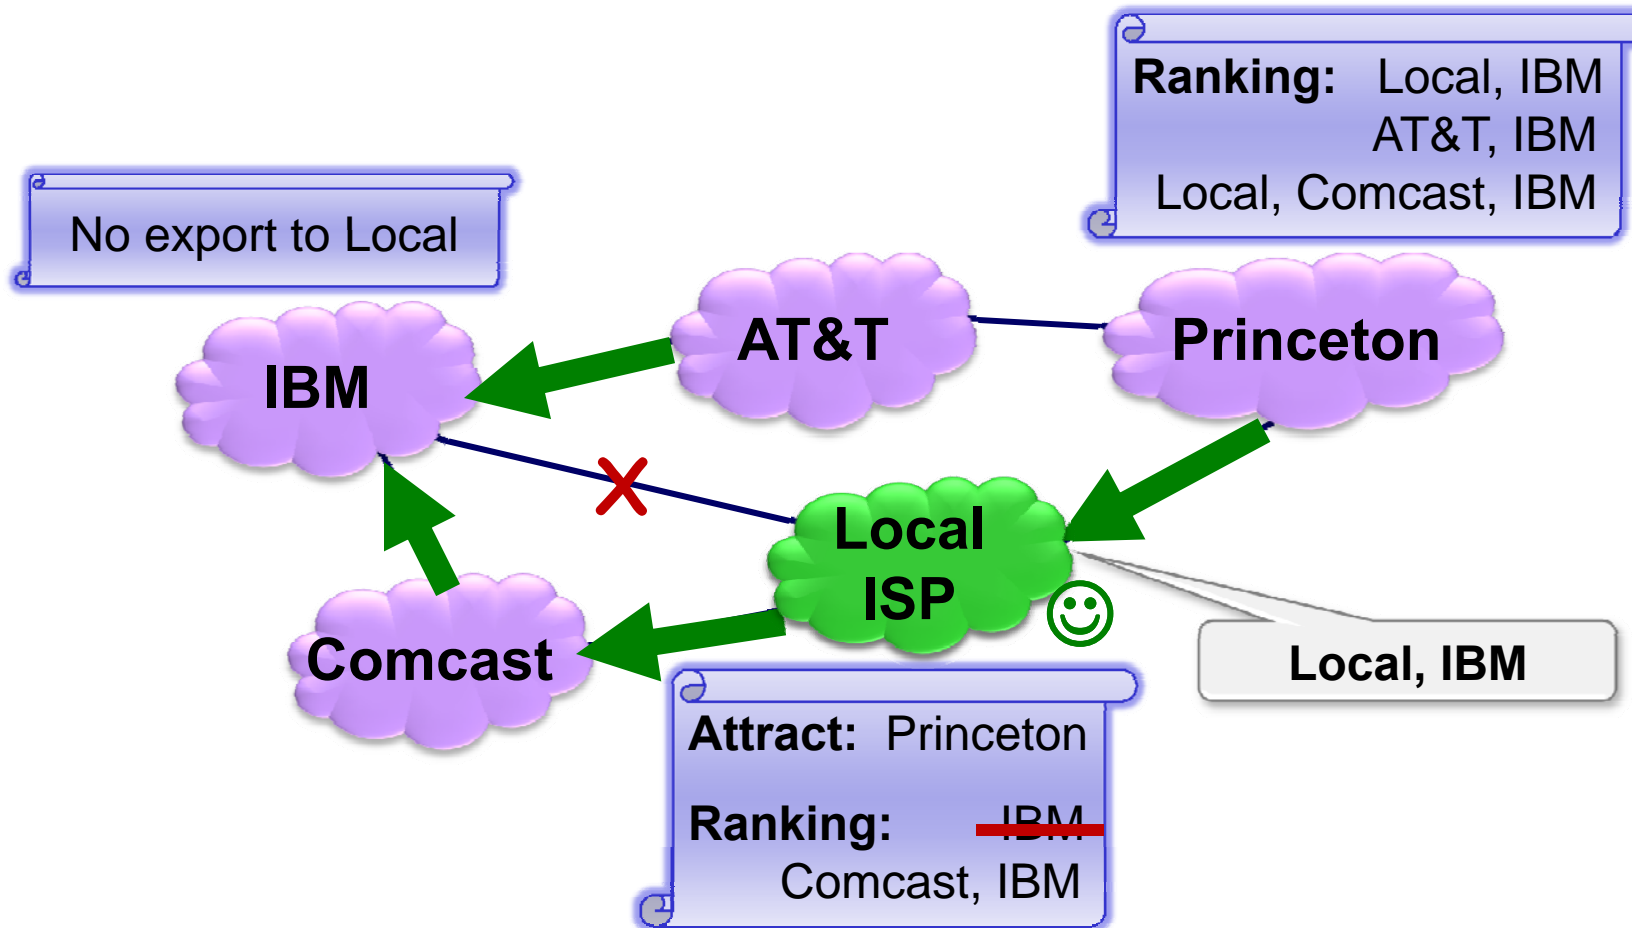 Ranking: Local, IBM
AT&T, IBM
Local, Comcast, IBM
No export to Local
AT&T
Princeton
IBM
Local
ISP
Comcast
Local, IBM
Attract: Princeton
Ranking: IBM
Comcast, IBM